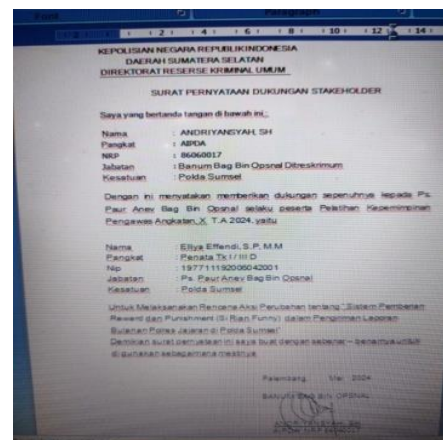 Paragraph
KEPOLISIAN NEGARA REPUBLIK INDONESIA
DAERAH SUMATERA SELATAN
DIREKTORAT RESERSE KRIMINAL UMUM
SURAT PERNYATAAN DUKUNGAN STAKEHOLDER
Saya yang bertanda tangan di bawah ini :
Nama : ANDRIYANSYAH, SH
Pangkat : AIPDA
NRP : 86060017
Jabatan : Banum Bag Bin Opsnal Ditreskrimum
Kesatuan : Polda Sumsel
Dengan ini menyatakan memberikan dukungan sepenuhnya kepada Ps.
Paur Anev Bag Bin Opsnal selaku peserta Pelatihan Kepemimpinan
Pengawas Angkatan X T.A 2024, yaitu
Nama : Ellya Effendi, S.P, M.M
Pangkat : Penata Tk I / III D
Nip : 197711192006042001
Jabatan : Ps. Paur Anev Bag Bin Opsnal
Kesatuan : Polda Sumsel
Untuk Melaksanakan Rencana Aksi Perubahan tentang "Sistem Pemberian
Reward dan Punishment (Si Rian Funny) dalam Pengiriman Laporan
Bulanan Polres Jajaran di Polda Sumsel"
Demikian surat pernyataan ini saya buat dengan sebenar – benarnya untuk
di gunakan sebagaimana mestinya
Palembang, Mei 2024
BANUM BAG BIN OPSNAL
ANDRIYANSYAH, SH